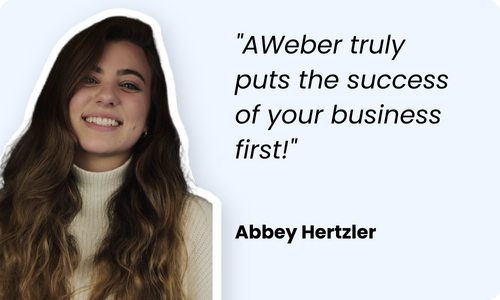 "AWeber truly
puts the success
of your business
first!"
Abbey Hertzler